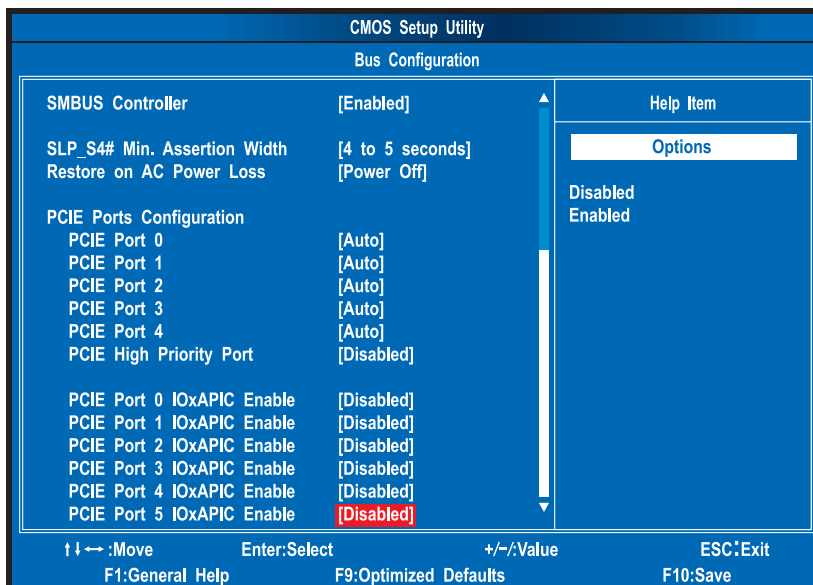 CMOS Setup Utility
Bus Configuration
SMBUS Controller [Enabled]
SLP_S4# Min. Assertion Width [4 to 5 seconds]
Restore on AC Power Loss [Power Off]
PCIE Ports Configuration
PCIE Port 0 [Auto]
PCIE Port 1 [Auto]
PCIE Port 2 [Auto]
PCIE Port 3 [Auto]
PCIE Port 4 [Auto]
PCIE High Priority Port [Disabled]
PCIE Port 0 IOxAPIC Enable [Disabled]
PCIE Port 1 IOxAPIC Enable [Disabled]
PCIE Port 2 IOxAPIC Enable [Disabled]
PCIE Port 3 IOxAPIC Enable [Disabled]
PCIE Port 4 IOxAPIC Enable [Disabled]
PCIE Port 5 IOxAPIC Enable [Disabled]
Help Item
Options
Disabled
Enabled
↑↓↔ :Move Enter:Select +/-/:Value ESC:Exit
F1:General Help F9:Optimized Defaults F10:Save